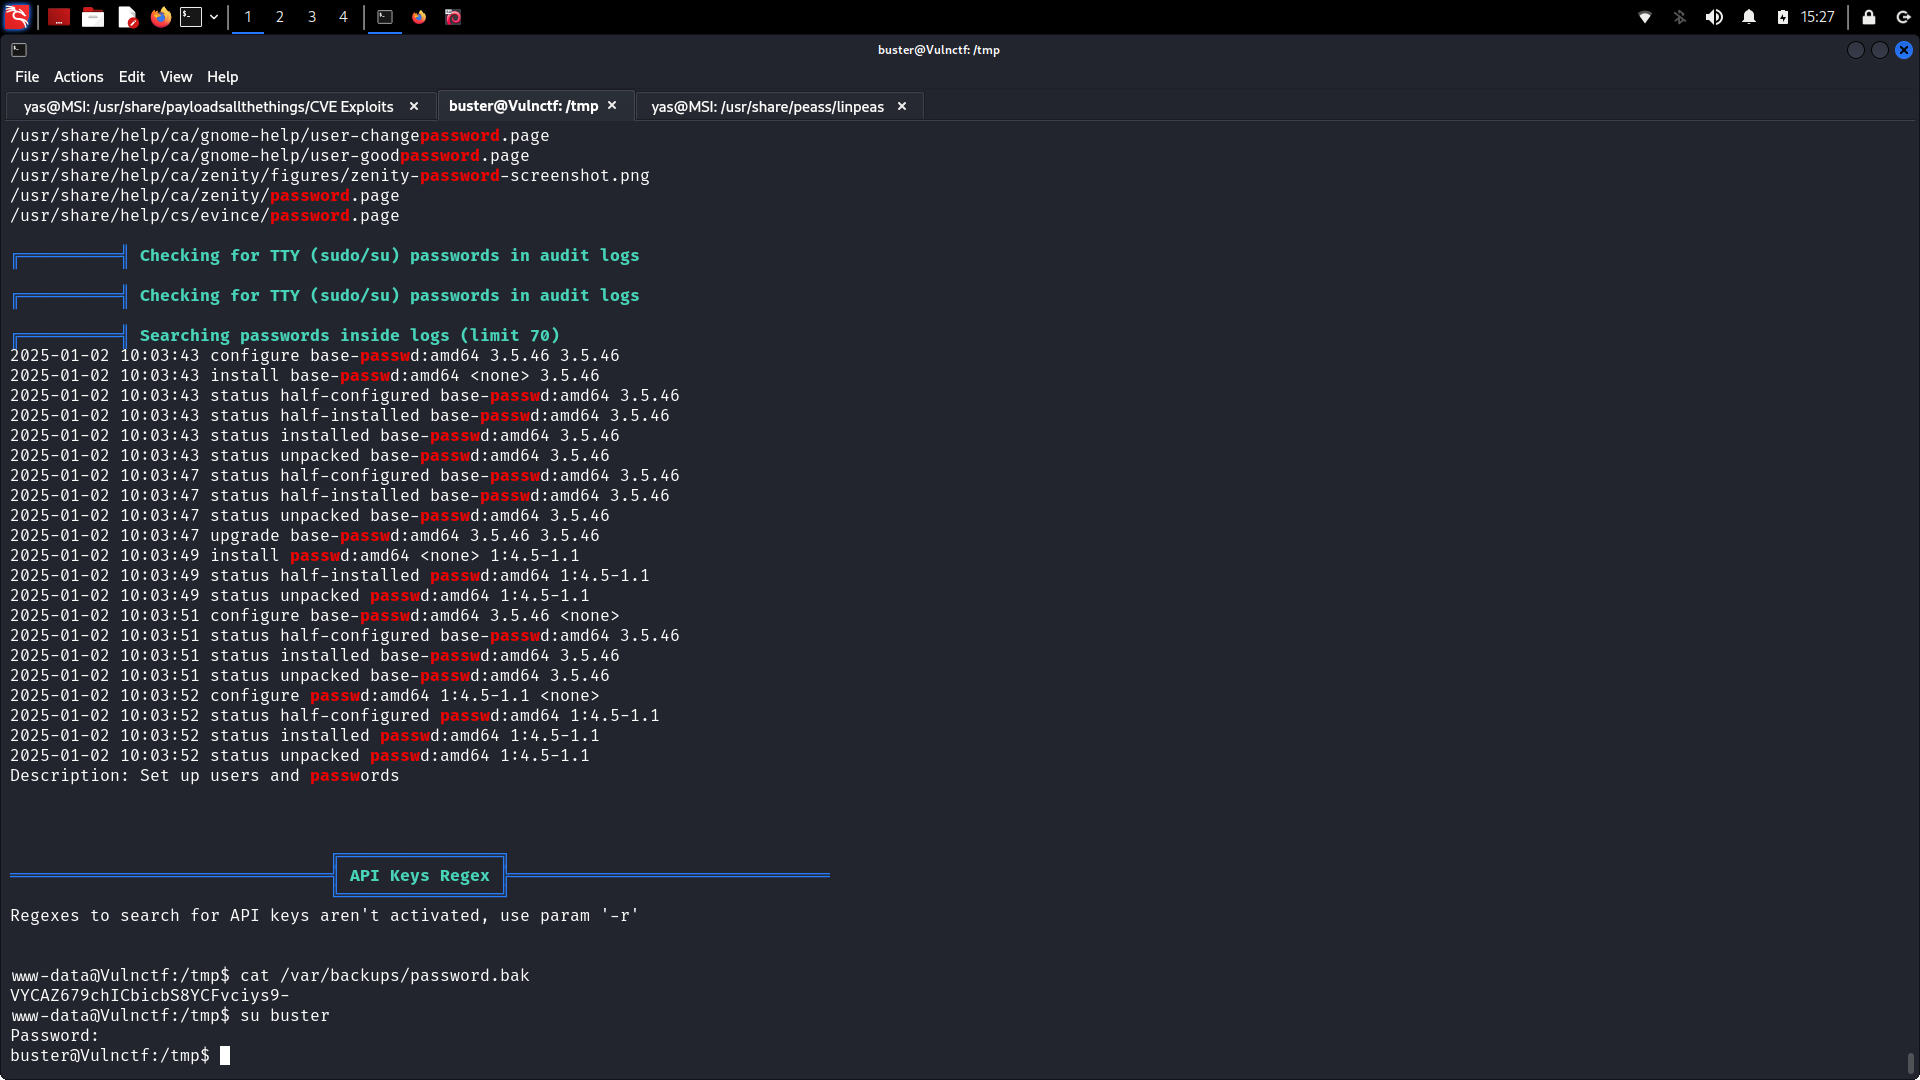 1 2 3 4 15:27
buster@Vulnctf: /tmp
File Actions Edit View Help
yas@MSI: /usr/share/payloadsallthethings/CVE Exploits buster@Vulnctf: /tmp yas@MSI: /usr/share/peass/linpeas
/usr/share/help/ca/gnome-help/user-changepassword.page
/usr/share/help/ca/gnome-help/user-goodpassword.page
/usr/share/help/ca/zenity/figures/zenity-password-screenshot.png
/usr/share/help/ca/zenity/password.page
/usr/share/help/cs/evince/password.page
Checking for TTY (sudo/su) passwords in audit logs
Checking for TTY (sudo/su) passwords in audit logs
Searching passwords inside logs (limit 70)
2025-01-02 10:03:43 configure base-passwd:amd64 3.5.46 3.5.46
2025-01-02 10:03:43 install base-passwd:amd64 <none> 3.5.46
2025-01-02 10:03:43 status half-configured base-passwd:amd64 3.5.46
2025-01-02 10:03:43 status half-installed base-passwd:amd64 3.5.46
2025-01-02 10:03:43 status installed base-passwd:amd64 3.5.46
2025-01-02 10:03:43 status unpacked base-passwd:amd64 3.5.46
2025-01-02 10:03:47 status half-configured base-passwd:amd64 3.5.46
2025-01-02 10:03:47 status half-installed base-passwd:amd64 3.5.46
2025-01-02 10:03:47 status unpacked base-passwd:amd64 3.5.46
2025-01-02 10:03:47 upgrade base-passwd:amd64 3.5.46 3.5.46
2025-01-02 10:03:49 install passwd:amd64 <none> 1:4.5-1.1
2025-01-02 10:03:49 status half-installed passwd:amd64 1:4.5-1.1
2025-01-02 10:03:49 status unpacked passwd:amd64 1:4.5-1.1
2025-01-02 10:03:51 configure base-passwd:amd64 3.5.46 <none>
2025-01-02 10:03:51 status half-configured base-passwd:amd64 3.5.46
2025-01-02 10:03:51 status installed base-passwd:amd64 3.5.46
2025-01-02 10:03:51 status unpacked base-passwd:amd64 3.5.46
2025-01-02 10:03:52 configure passwd:amd64 1:4.5-1.1 <none>
2025-01-02 10:03:52 status half-configured passwd:amd64 1:4.5-1.1
2025-01-02 10:03:52 status installed passwd:amd64 1:4.5-1.1
2025-01-02 10:03:52 status unpacked passwd:amd64 1:4.5-1.1
Description: Set up users and passwords
API Keys Regex
Regexes to search for API keys aren't activated, use param '-r'
www-data@Vulnctf:/tmp$ cat /var/backups/password.bak
VYCAZ679chICbicbS8YCFvciys9-
www-data@Vulnctf:/tmp$ su buster
Password:
buster@Vulnctf:/tmp$